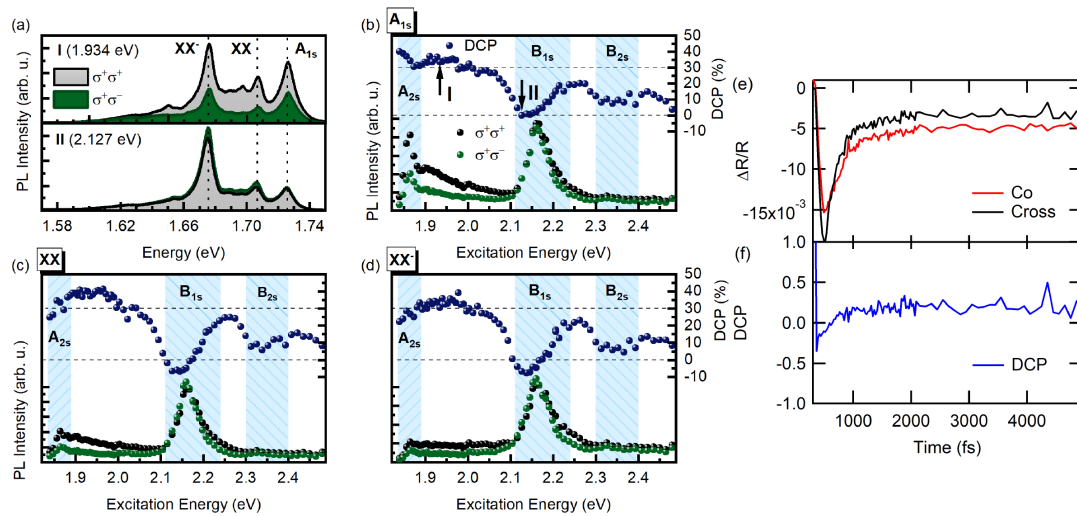 (a)
XX⁻ XX A1s
I (1.934 eV)
σ⁺σ⁺
σ⁺σ⁻
II (2.127 eV)
PL Intensity (arb. u.)
1.58 1.62 1.66 1.70 1.74
Energy (eV)
(b) A1s
DCP B1s B2s
A2s I II
σ⁺σ⁺
σ⁺σ⁻
PL Intensity (arb. u.)
50
40
30
20
10
0
-10
DCP (%)
1.9 2.0 2.1 2.2 2.3 2.4
Excitation Energy (eV)
(c) XX
B1s B2s
A2s
PL Intensity (arb. u.)
1.9 2.0 2.1 2.2 2.3 2.4
Excitation Energy (eV)
(d) XX⁻
B1s B2s
A2s
50
40
30
20
10
0
-10
DCP (%)
1.9 2.0 2.1 2.2 2.3 2.4
Excitation Energy (eV)
(e)
0
-5
-10
-15x10⁻³
ΔR/R
Co
Cross
(f)
1.0
0.5
0.0
-0.5
-1.0
DCP
DCP
1000 2000 3000 4000
Time (fs)